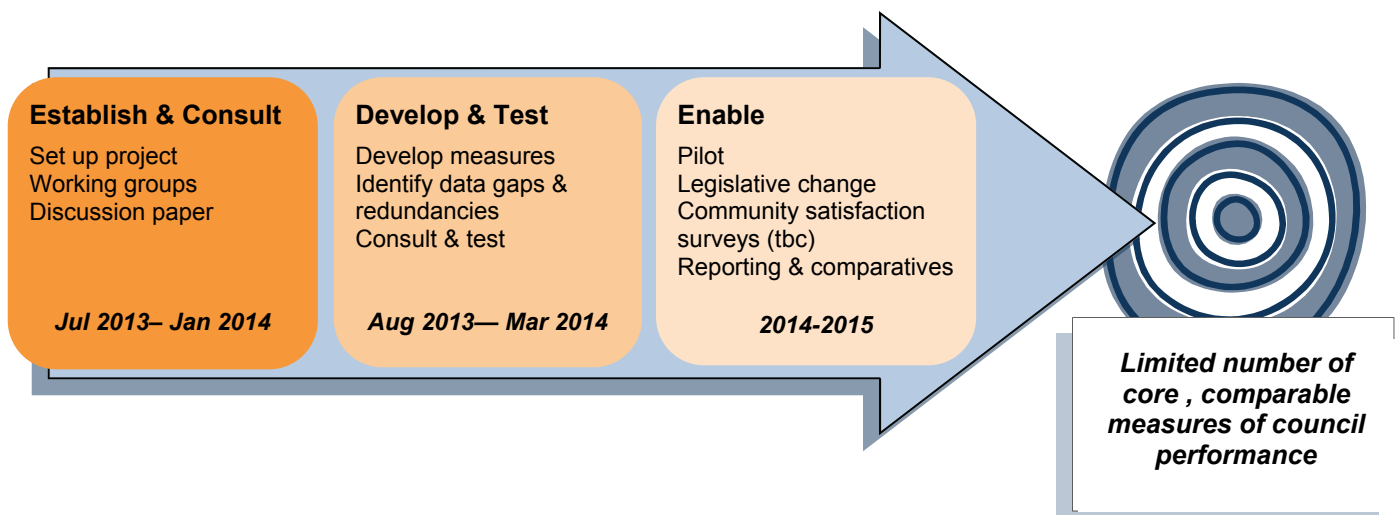 Establish & Consult
Set up project
Working groups
Discussion paper
Jul 2013– Jan 2014
Develop & Test
Develop measures
Identify data gaps &
redundancies
Consult & test
Aug 2013— Mar 2014
Enable
Pilot
Legislative change
Community satisfaction
surveys (tbc)
Reporting & comparatives
2014-2015
Limited number of
core , comparable
measures of council
performance